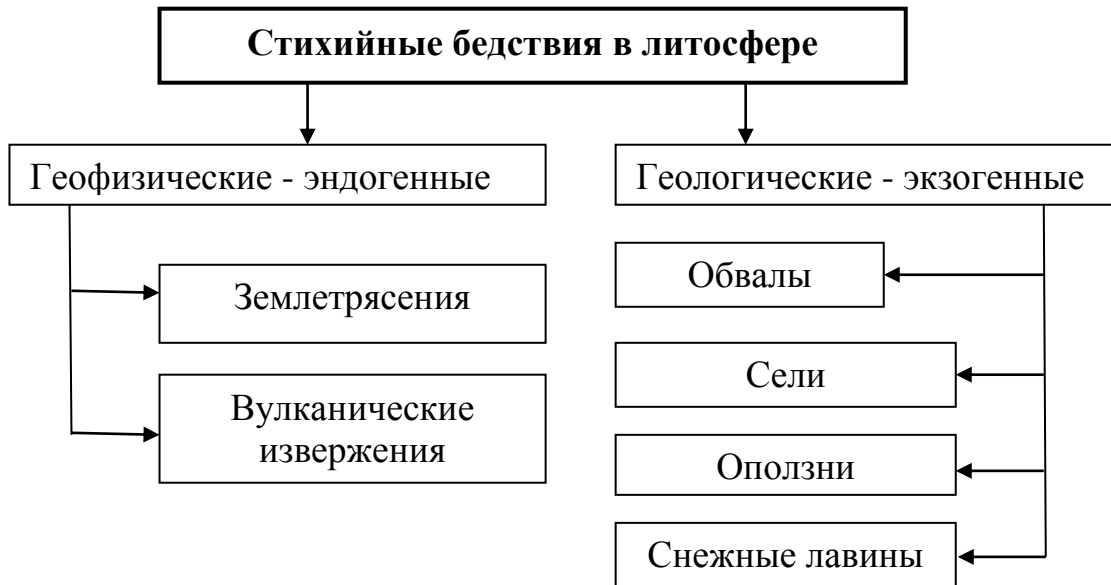 Стихийные бедствия в литосфере
Геофизические - эндогенные
Геологические - экзогенные
Землетрясения
Вулканические
извержения
Обвалы
Сели
Оползни
Снежные лавины